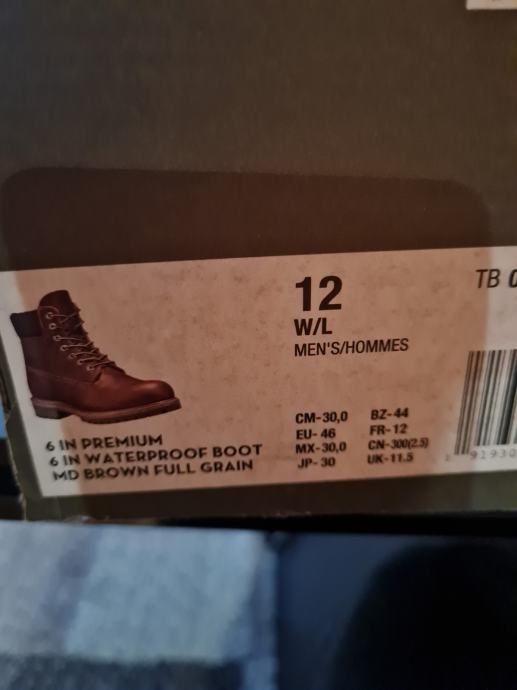 12
W/L
MEN'S/HOMMES
TB
CM-30,0 BZ-44
EU- 46 FR-12
MX-30,0 CN-300(2.5)
JP- 30 UK-11.5
6 IN PREMIUM
6 IN WATERPROOF BOOT
MD BROWN FULL GRAIN
91930